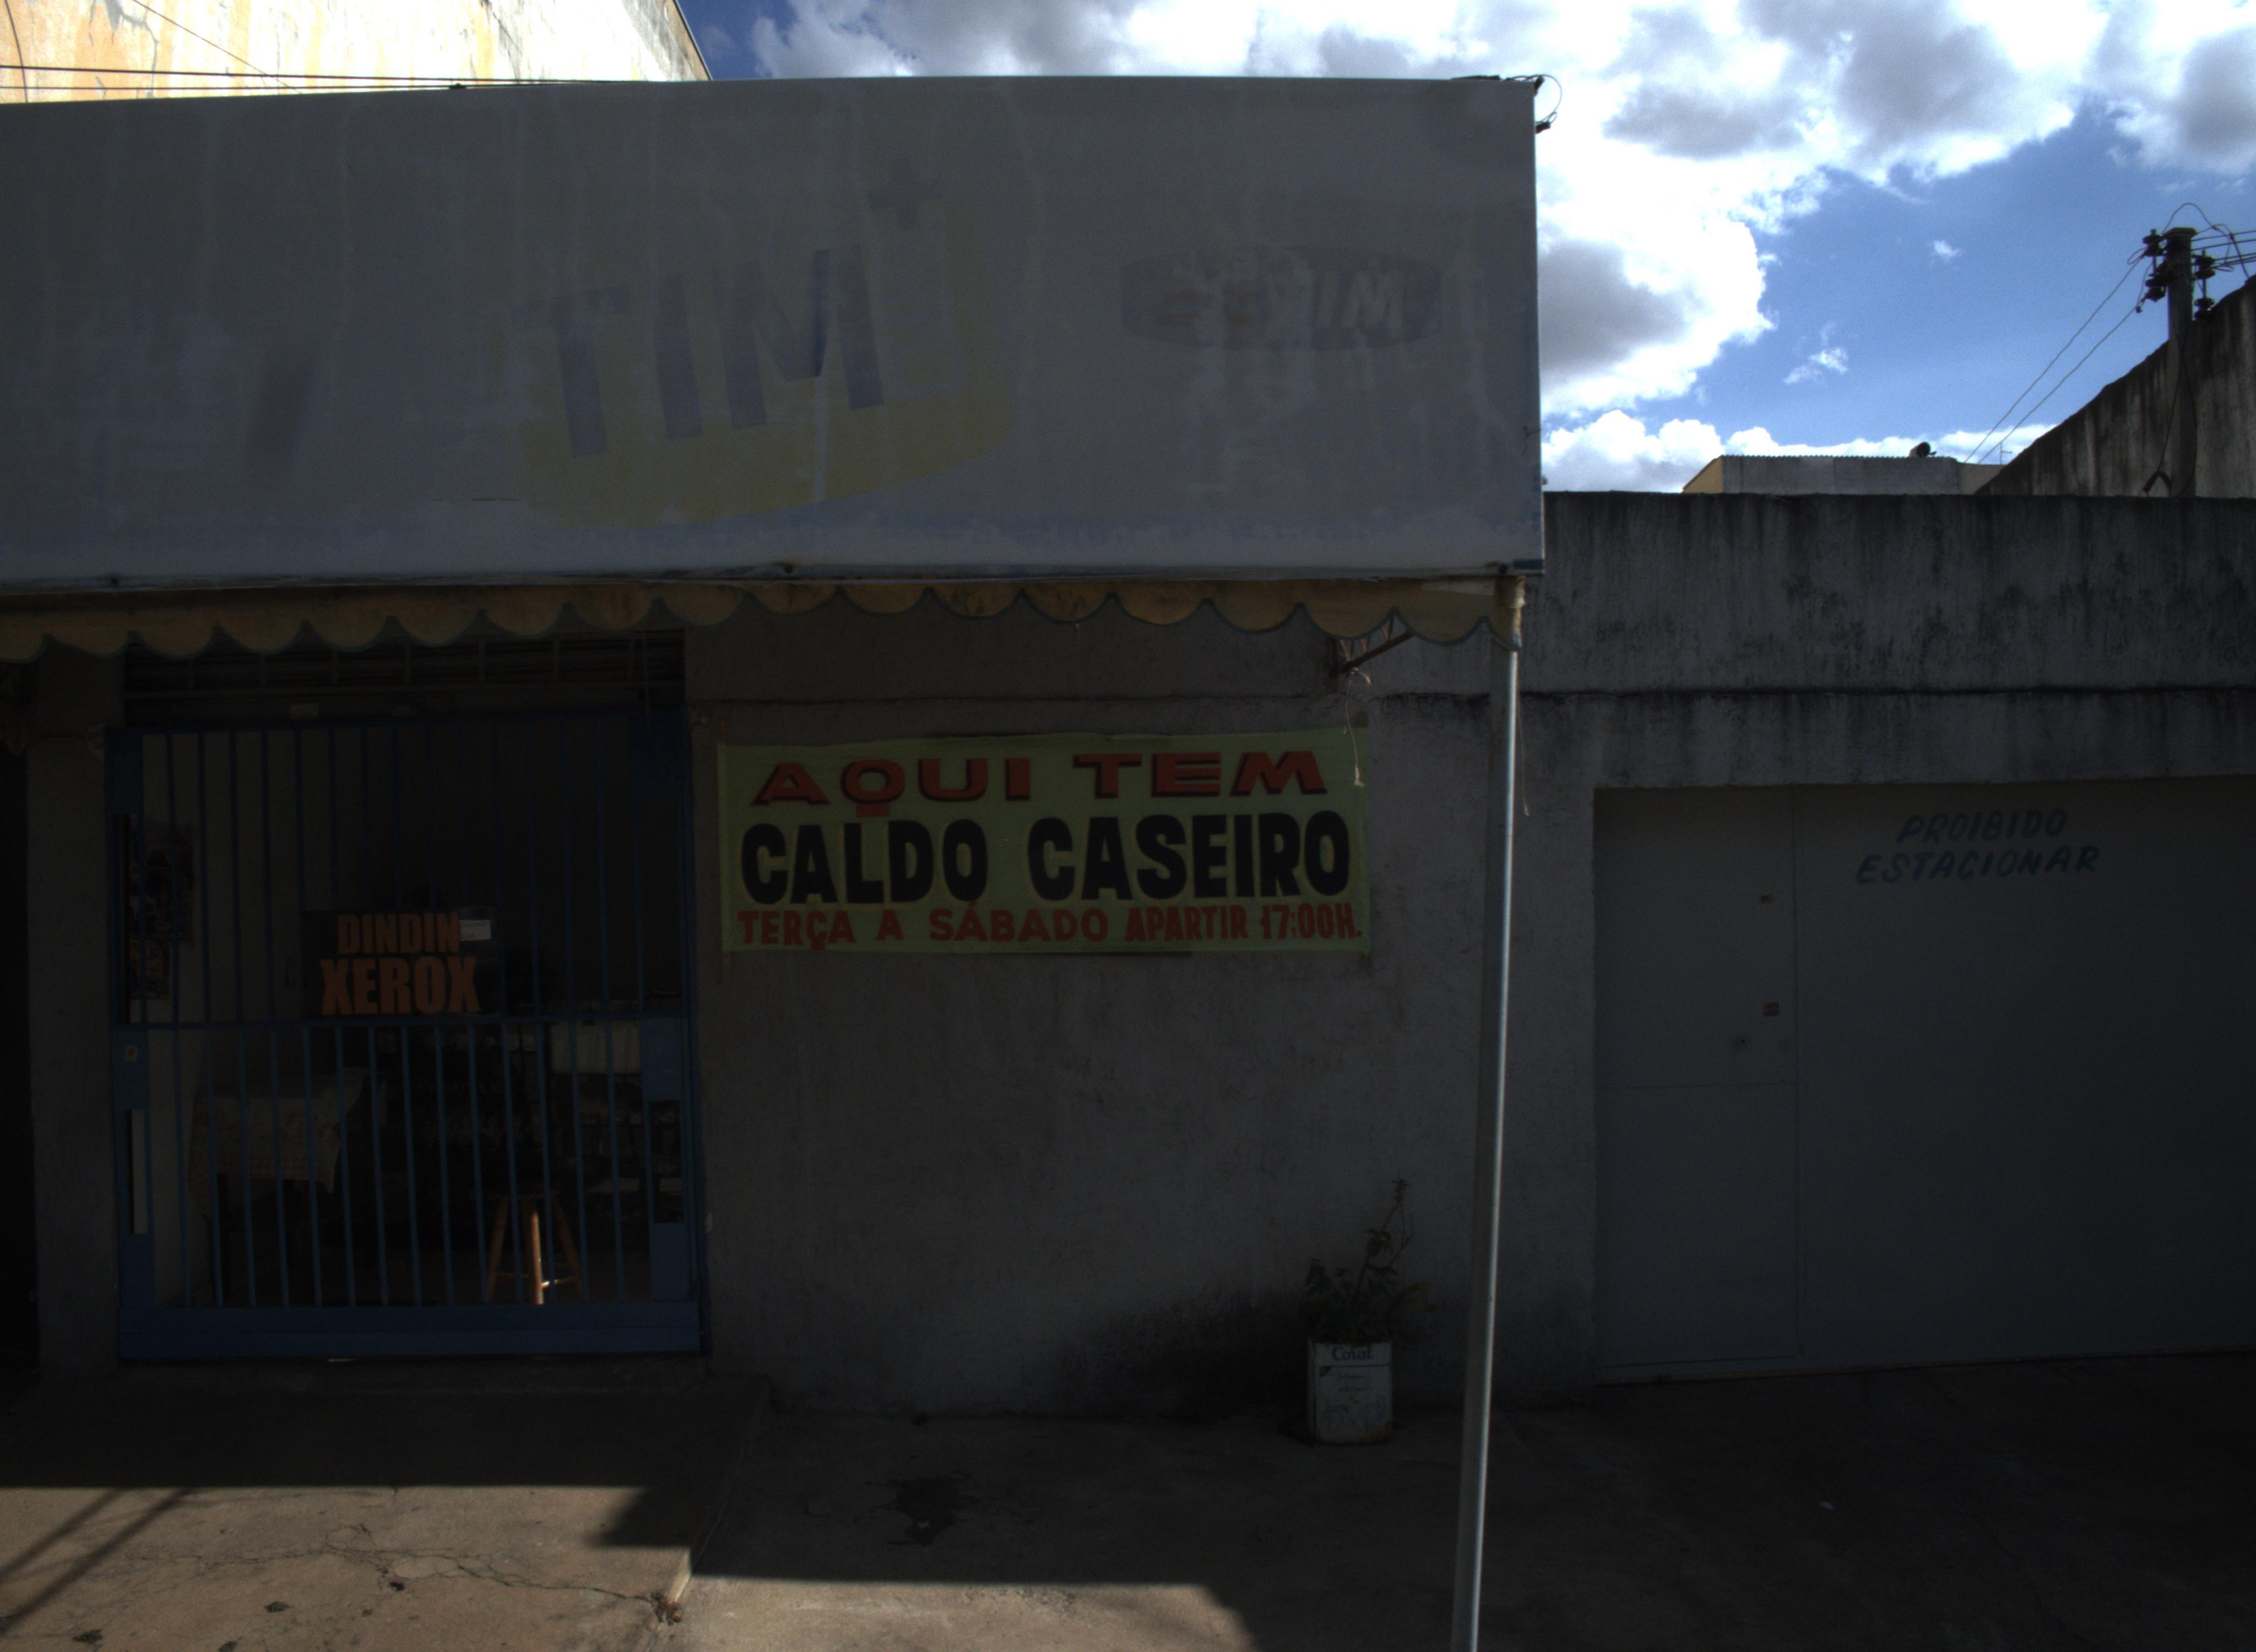 TIM
TIM
AQUI TEM
CALDO CASEIRO
TERÇA A SÁBADO APARTIR 17:00H.
DINDIN
XEROX
PROIBIDO
ESTACIONAR
Coral